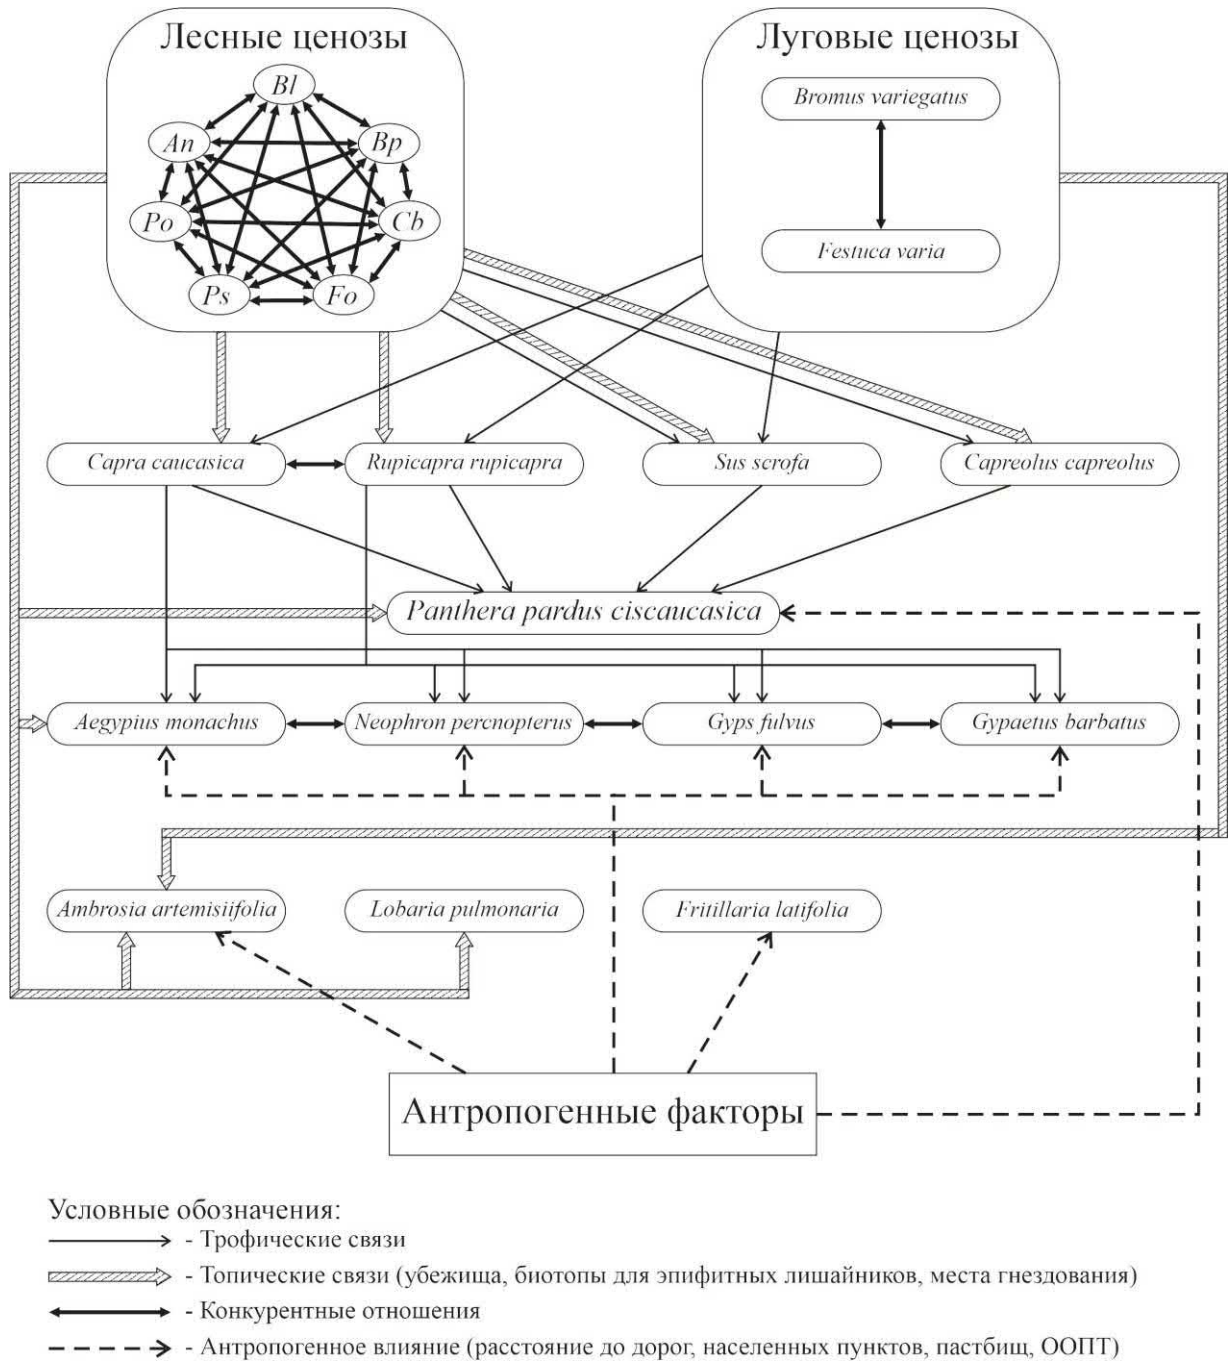 Лесные ценозы
Луговые ценозы
Bl
An
Bp
Po
Cb
Ps
Fo
Bromus variegatus
Festuca varia
Capra caucasica
Rupicapra rupicapra
Sus scrofa
Capreolus capreolus
Panthera pardus ciscaucasica
Aegypius monachus
Neophron percnopterus
Gyps fulvus
Gypaetus barbatus
Ambrosia artemisiifolia
Lobaria pulmonaria
Fritillaria latifolia
Антропогенные факторы
Условные обозначения:
- Трофические связи
- Топические связи (убежища, биотопы для эпифитных лишайников, места гнездования)
- Конкурентные отношения
- Антропогенное влияние (расстояние до дорог, населенных пунктов, пастбищ, ООПТ)